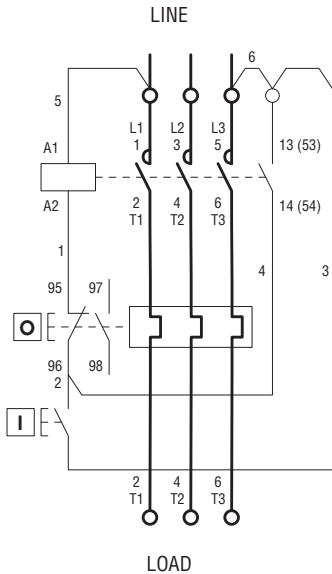 LINE
6
5
L1 L2 L3
1 3 5
13 (53)
A1
A2
2 4 6
T1 T2 T3
14 (54)
1
4
3
95 97
O
96 98
2
I
2 4 6
T1 T2 T3
LOAD